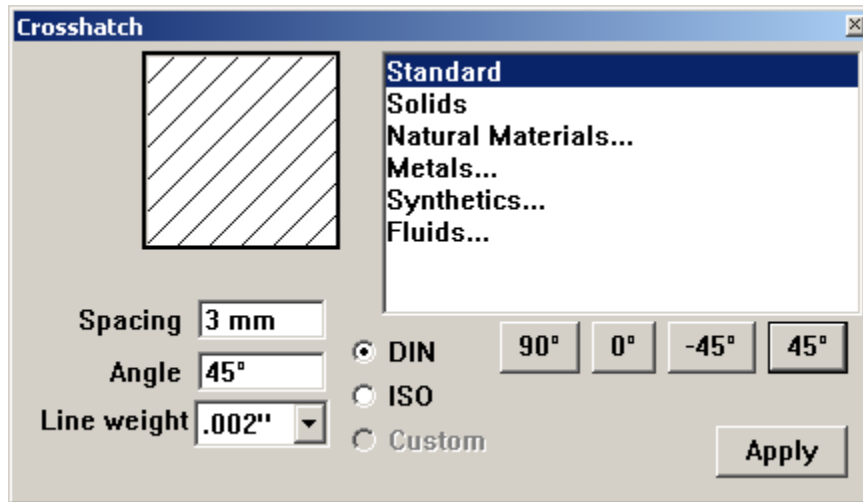 Crosshatch
Standard
Solids
Natural Materials...
Metals...
Synthetics...
Fluids...
Spacing 3 mm
Angle 45°
Line weight .002"
DIN
ISO
Custom
90° 0° -45° 45°
Apply